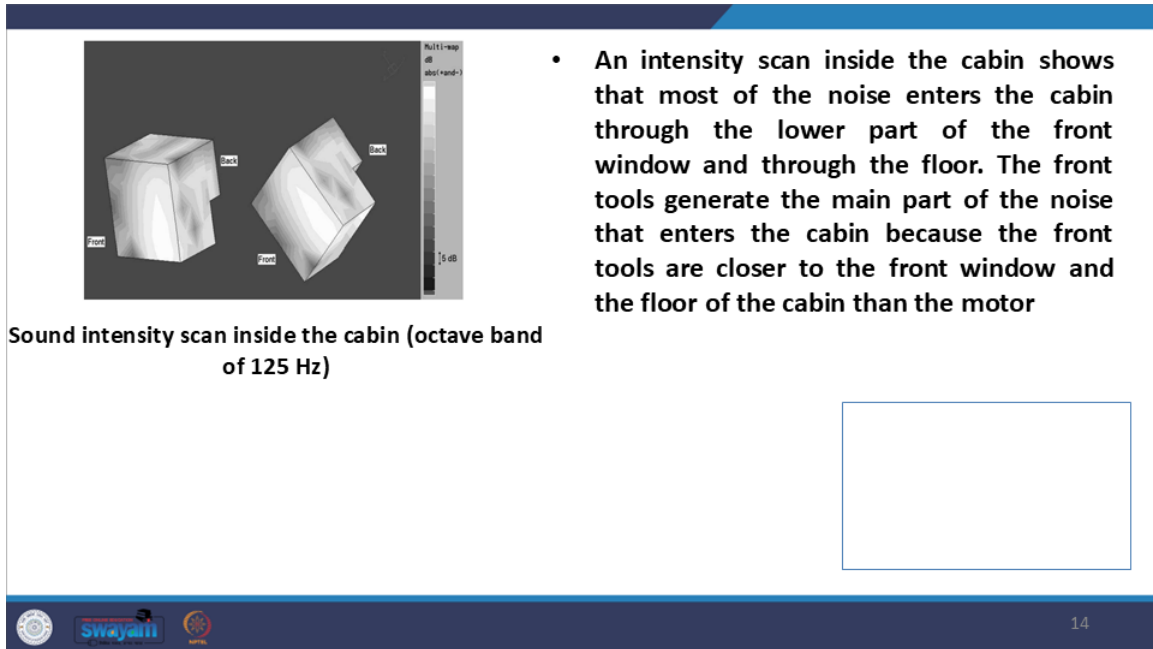 Multi-map
dB
abs(+and-)
Back
Back
Front
Front
5 dB
Sound intensity scan inside the cabin (octave band
of 125 Hz)
• An intensity scan inside the cabin shows
that most of the noise enters the cabin
through the lower part of the front
window and through the floor. The front
tools generate the main part of the noise
that enters the cabin because the front
tools are closer to the front window and
the floor of the cabin than the motor
swayam
NPTEL
14